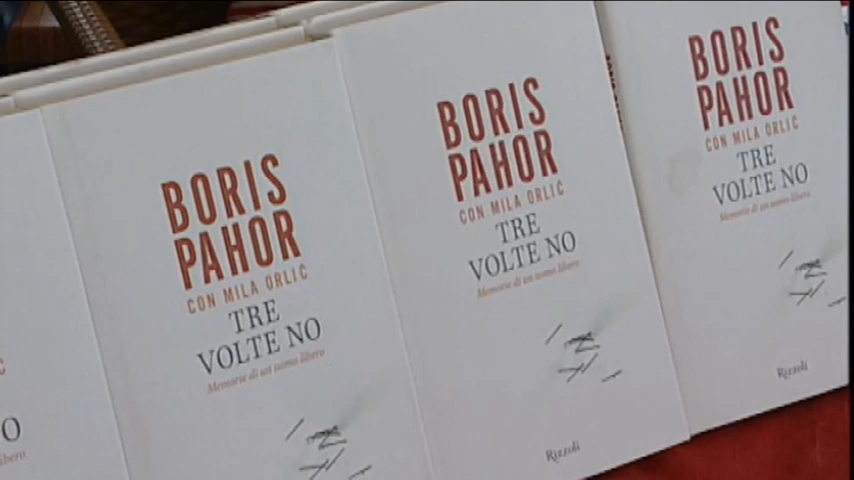 BORIS
PAHOR
CON MILA ORLIĆ
TRE
VOLTE NO
Memorie di un uomo libero
Rizzoli
BORIS
PAHOR
CON MILA ORLIĆ
TRE
VOLTE NO
Memorie di un uomo libero
Rizzoli
BORIS
PAHOR
CON MILA ORLIĆ
TRE
VOLTE NO
Memorie di un uomo libero
O
libero